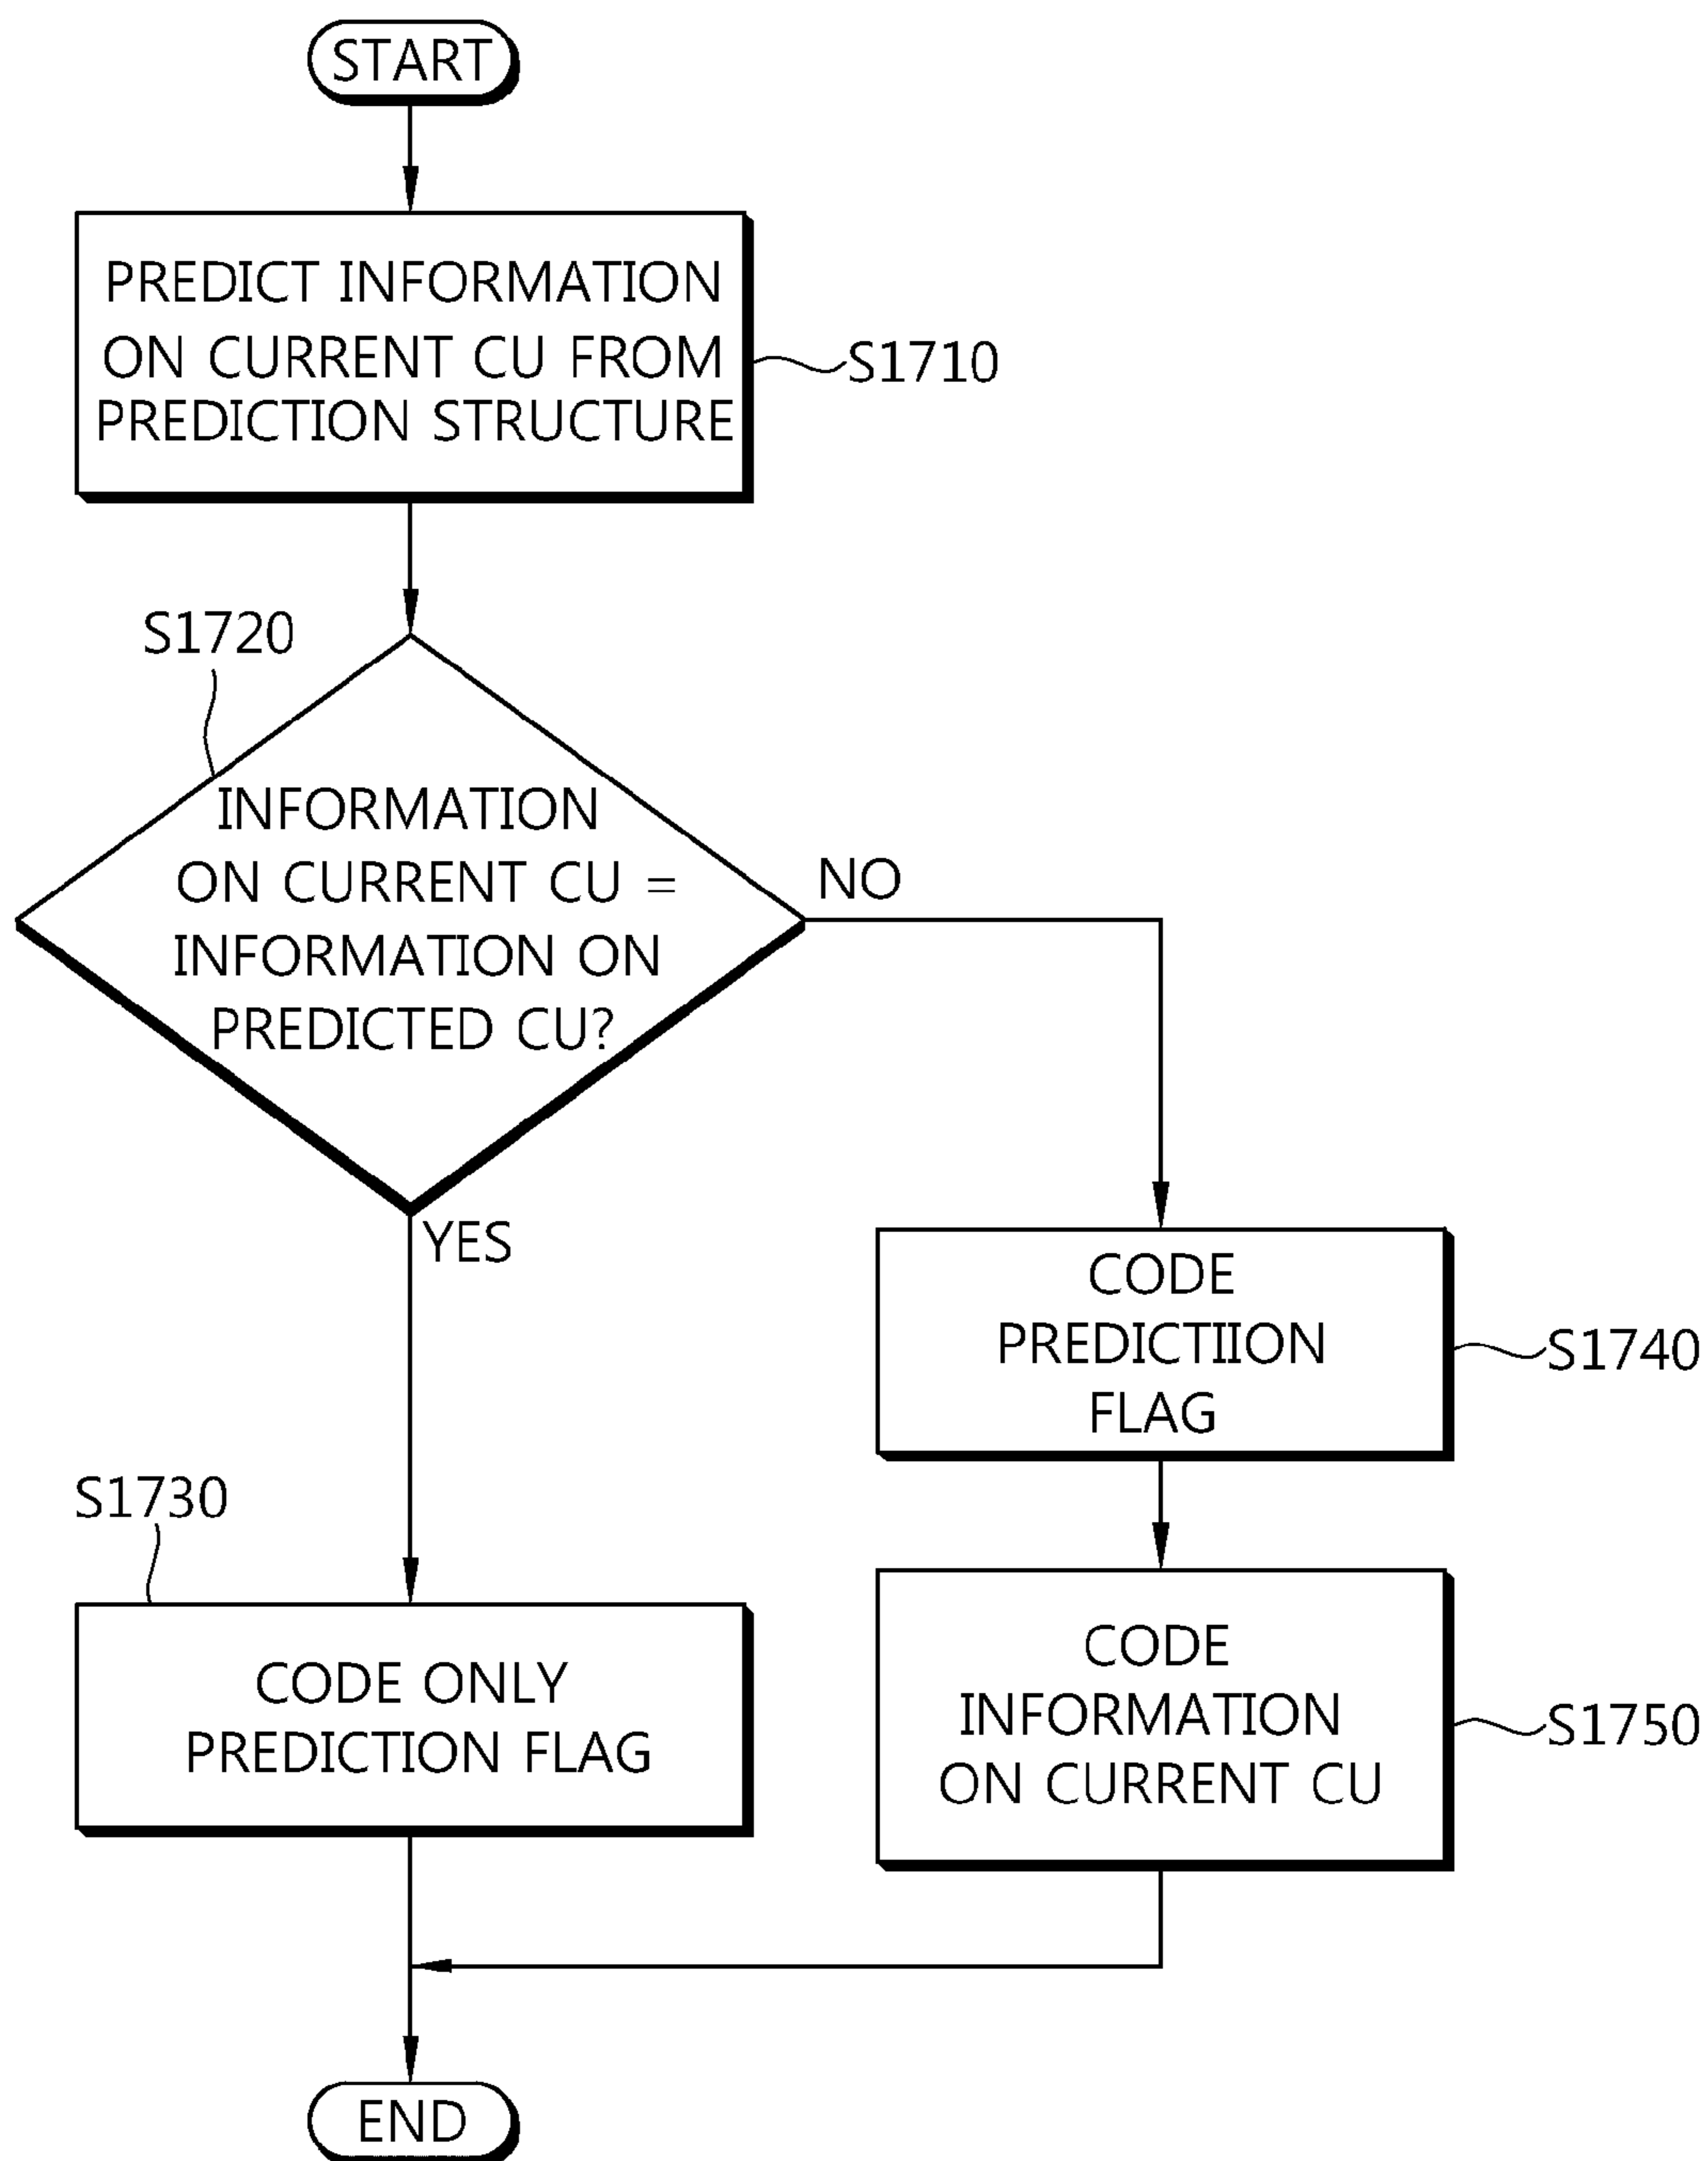 START
PREDICT INFORMATION
ON CURRENT CU FROM
PREDICTION STRUCTURE
S1710
S1720
INFORMATION
ON CURRENT CU =
INFORMATION ON
PREDICTED CU?
NO
YES
CODE
PREDICTIION
FLAG
S1740
S1730
CODE ONLY
PREDICTION FLAG
CODE
INFORMATION
ON CURRENT CU
S1750
END